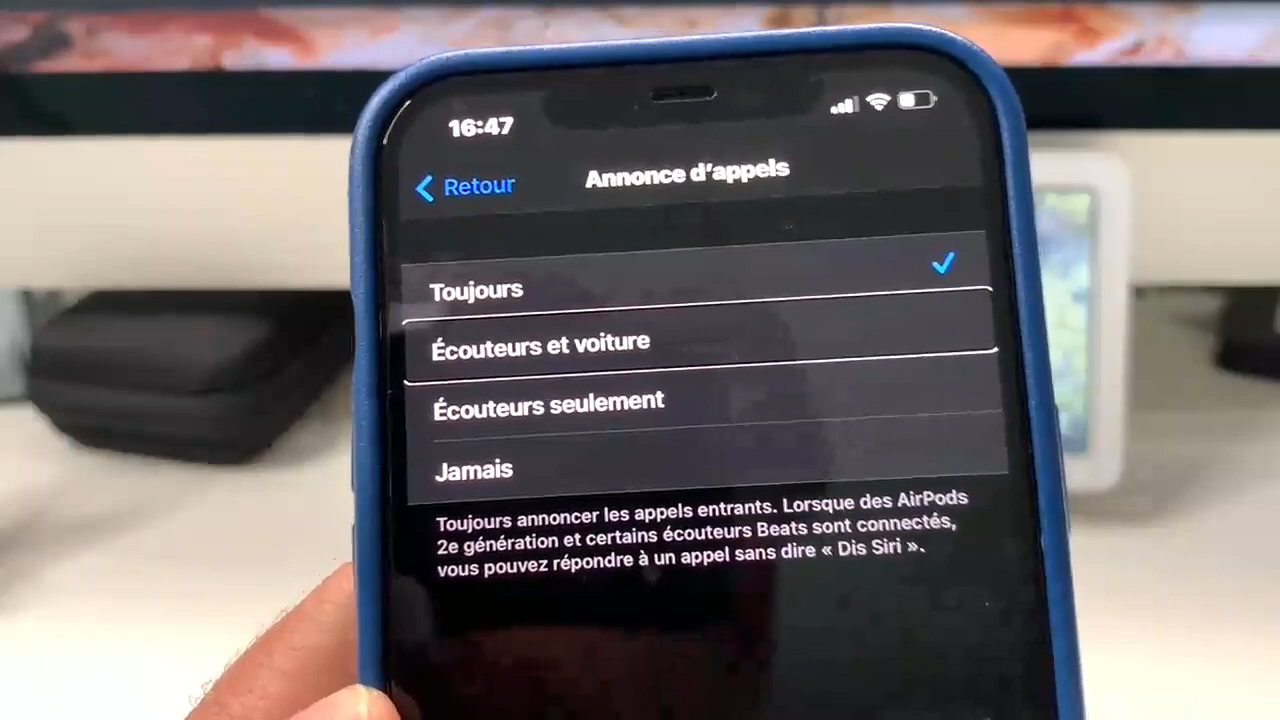 16:47
Retour
Annonce d’appels
Toujours
Écouteurs et voiture
Écouteurs seulement
Jamais
Toujours annoncer les appels entrants. Lorsque des AirPods
2e génération et certains écouteurs Beats sont connectés,
vous pouvez répondre à un appel sans dire « Dis Siri ».